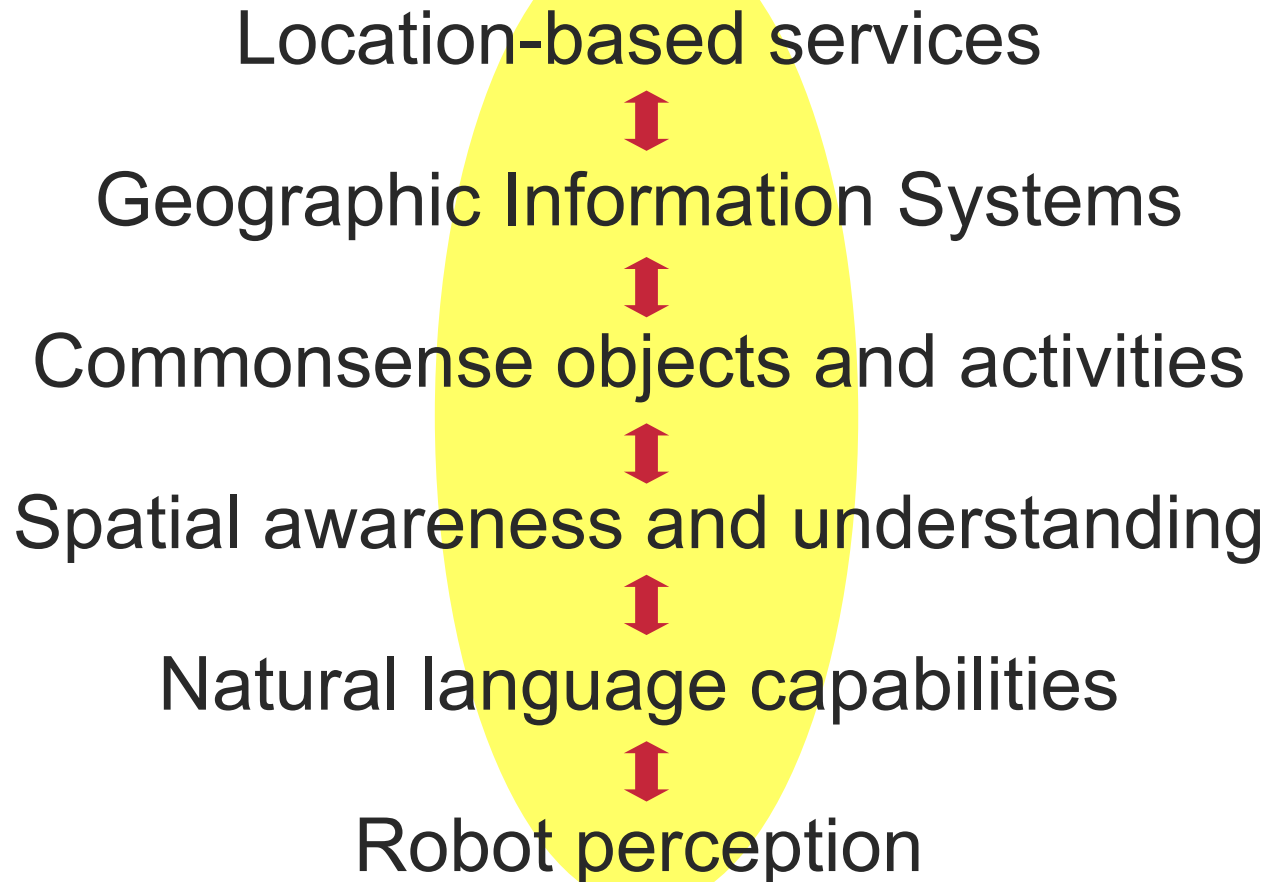 Location-based services
Geographic Information Systems
Commonsense objects and activities
Spatial awareness and understanding
Natural language capabilities
Robot perception